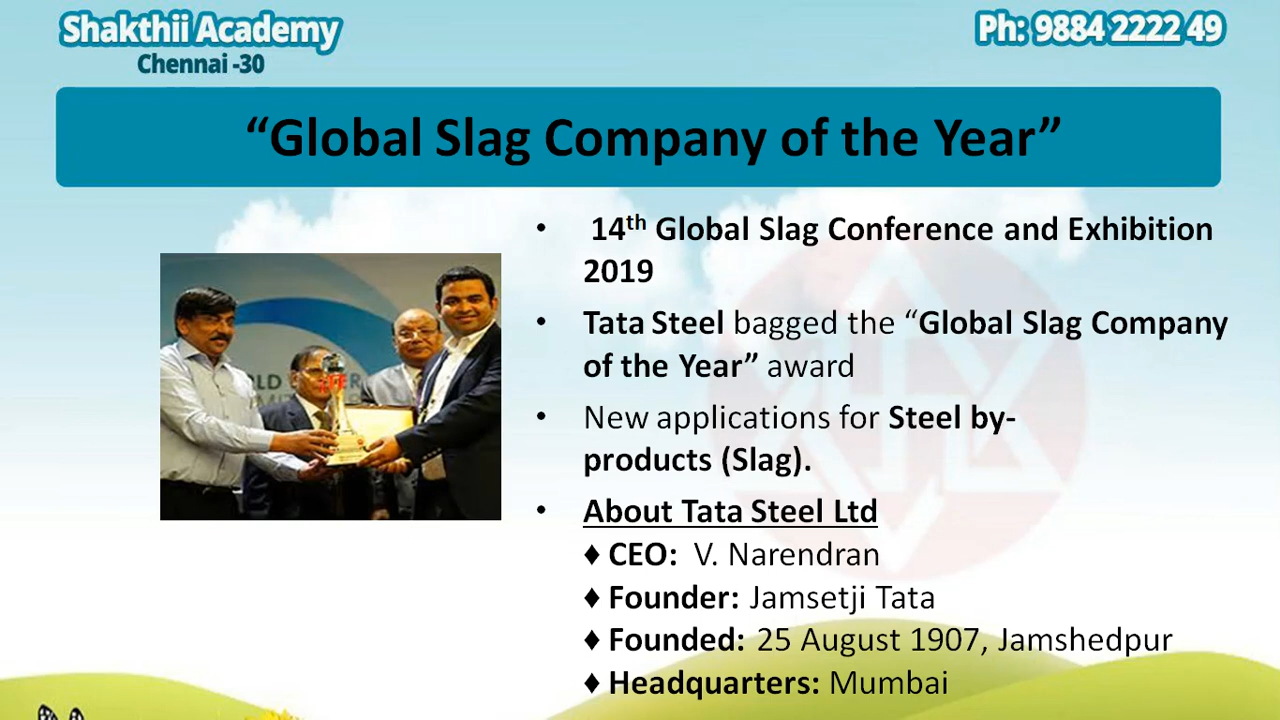 Shakthii Academy
Chennai -30
Ph: 9884 2222 49
“Global Slag Company of the Year”
• 14th Global Slag Conference and Exhibition
2019
• Tata Steel bagged the “Global Slag Company
of the Year” award
• New applications for Steel by-
products (Slag).
• About Tata Steel Ltd
♦ CEO: V. Narendran
♦ Founder: Jamsetji Tata
♦ Founded: 25 August 1907, Jamshedpur
♦ Headquarters: Mumbai